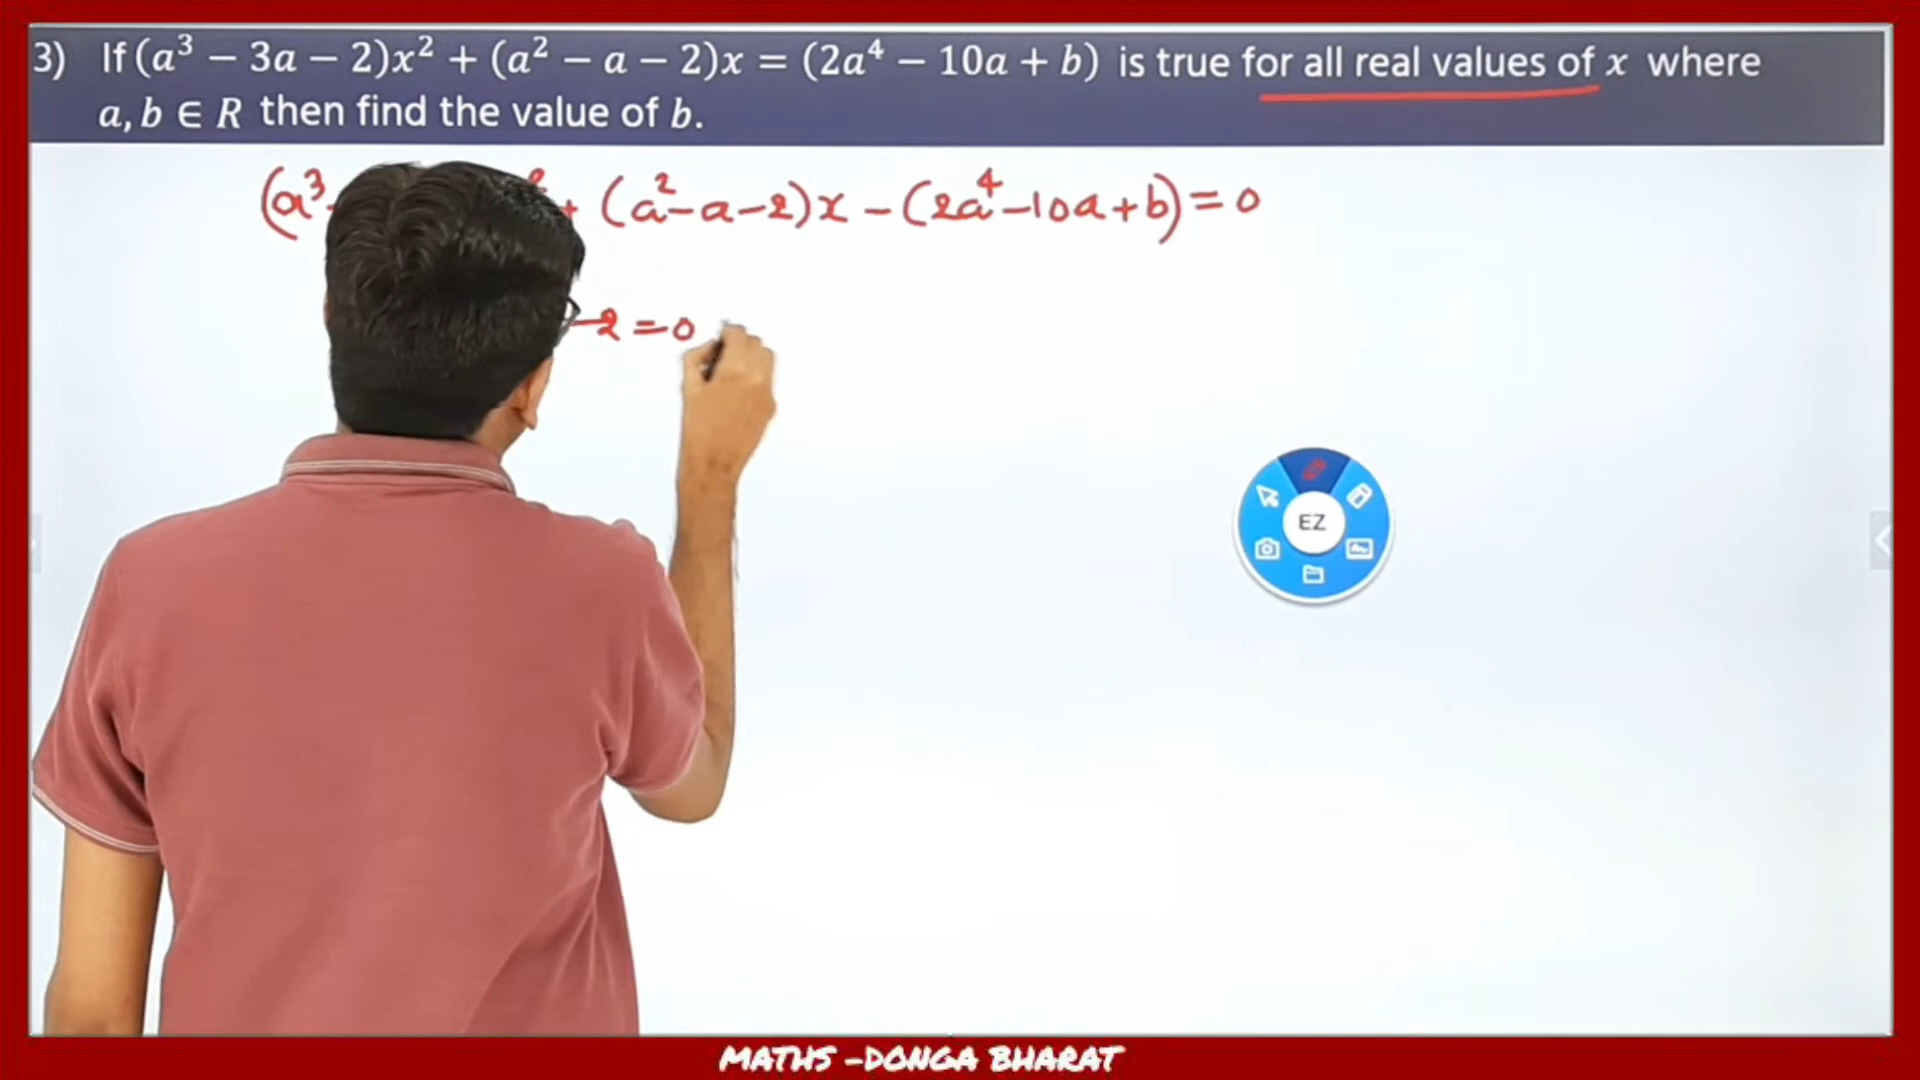 3) If (a³ − 3a − 2)x² + (a² − a − 2)x = (2a⁴ − 10a + b) is true for all real values of x where
a, b ∈ R then find the value of b.
(a³ + (a² − a − 2)x − (2a⁴ − 10a + b) = 0
− 2 = 0
EZ
MATHS -DONGA BHARAT